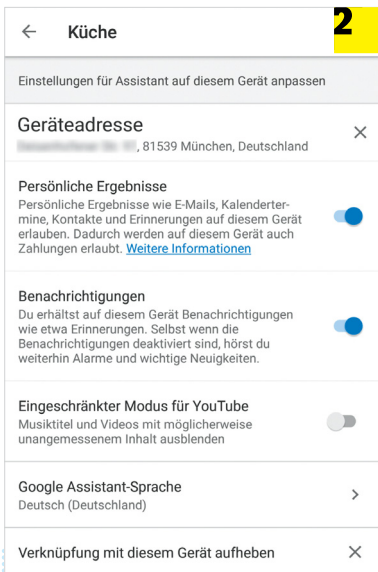 2
Küche
Einstellungen für Assistant auf diesem Gerät anpassen
Geräteadresse
, 81539 München, Deutschland
Persönliche Ergebnisse
Persönliche Ergebnisse wie E-Mails, Kalenderter-
mine, Kontakte und Erinnerungen auf diesem Gerät
erlauben. Dadurch werden auf diesem Gerät auch
Zahlungen erlaubt. Weitere Informationen
Benachrichtigungen
Du erhältst auf diesem Gerät Benachrichtigungen
wie etwa Erinnerungen. Selbst wenn die
Benachrichtigungen deaktiviert sind, hörst du
weiterhin Alarme und wichtige Neuigkeiten.
Eingeschränkter Modus für YouTube
Musiktitel und Videos mit möglicherweise
unangemessenem Inhalt ausblenden
Google Assistant-Sprache
Deutsch (Deutschland)
Verknüpfung mit diesem Gerät aufheben